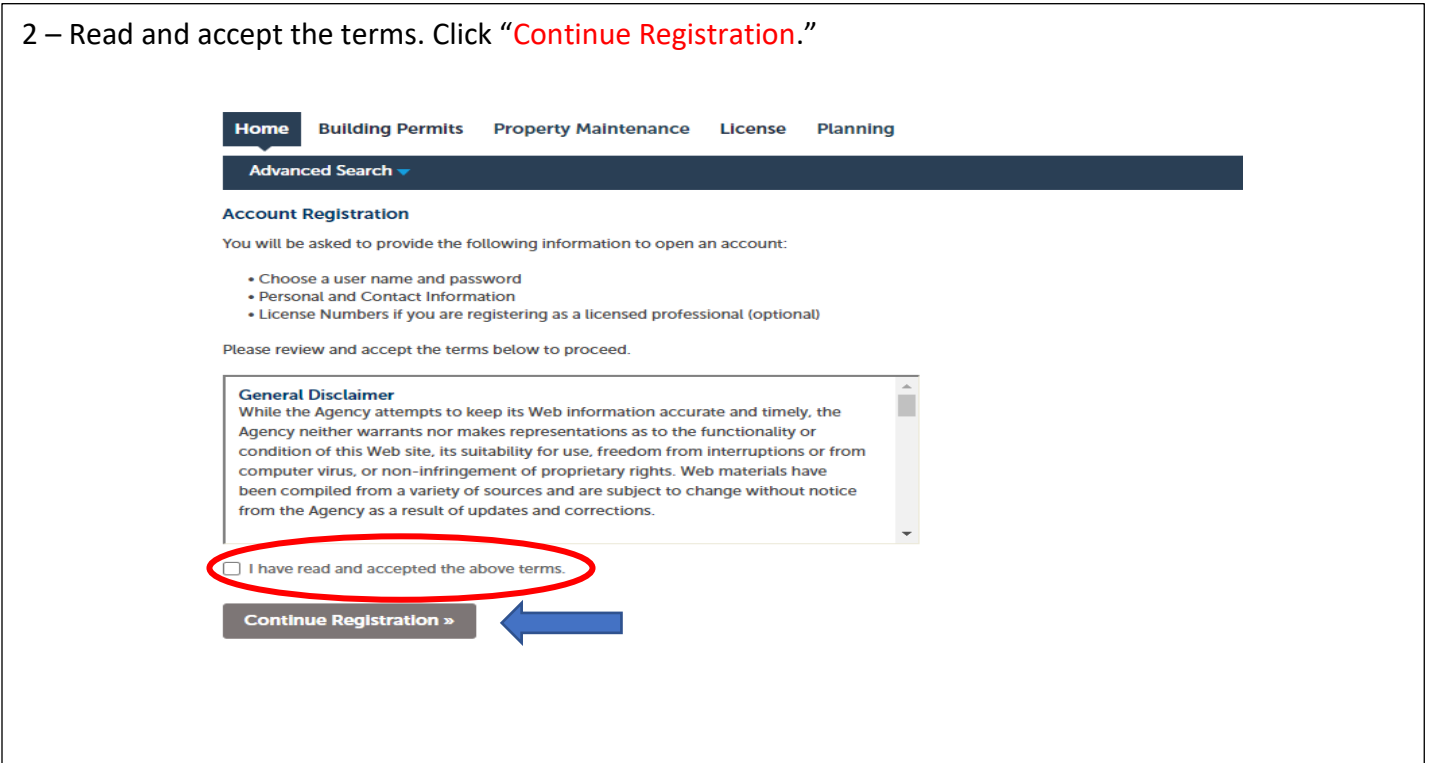 2 – Read and accept the terms. Click “Continue Registration.”
Home Building Permits Property Maintenance License Planning
Advanced Search
Account Registration
You will be asked to provide the following information to open an account:
• Choose a user name and password
• Personal and Contact Information
• License Numbers if you are registering as a licensed professional (optional)
Please review and accept the terms below to proceed.
General Disclaimer
While the Agency attempts to keep its Web information accurate and timely, the
Agency neither warrants nor makes representations as to the functionality or
condition of this Web site, its suitability for use, freedom from interruptions or from
computer virus, or non-infringement of proprietary rights. Web materials have
been compiled from a variety of sources and are subject to change without notice
from the Agency as a result of updates and corrections.
I have read and accepted the above terms.
Continue Registration »